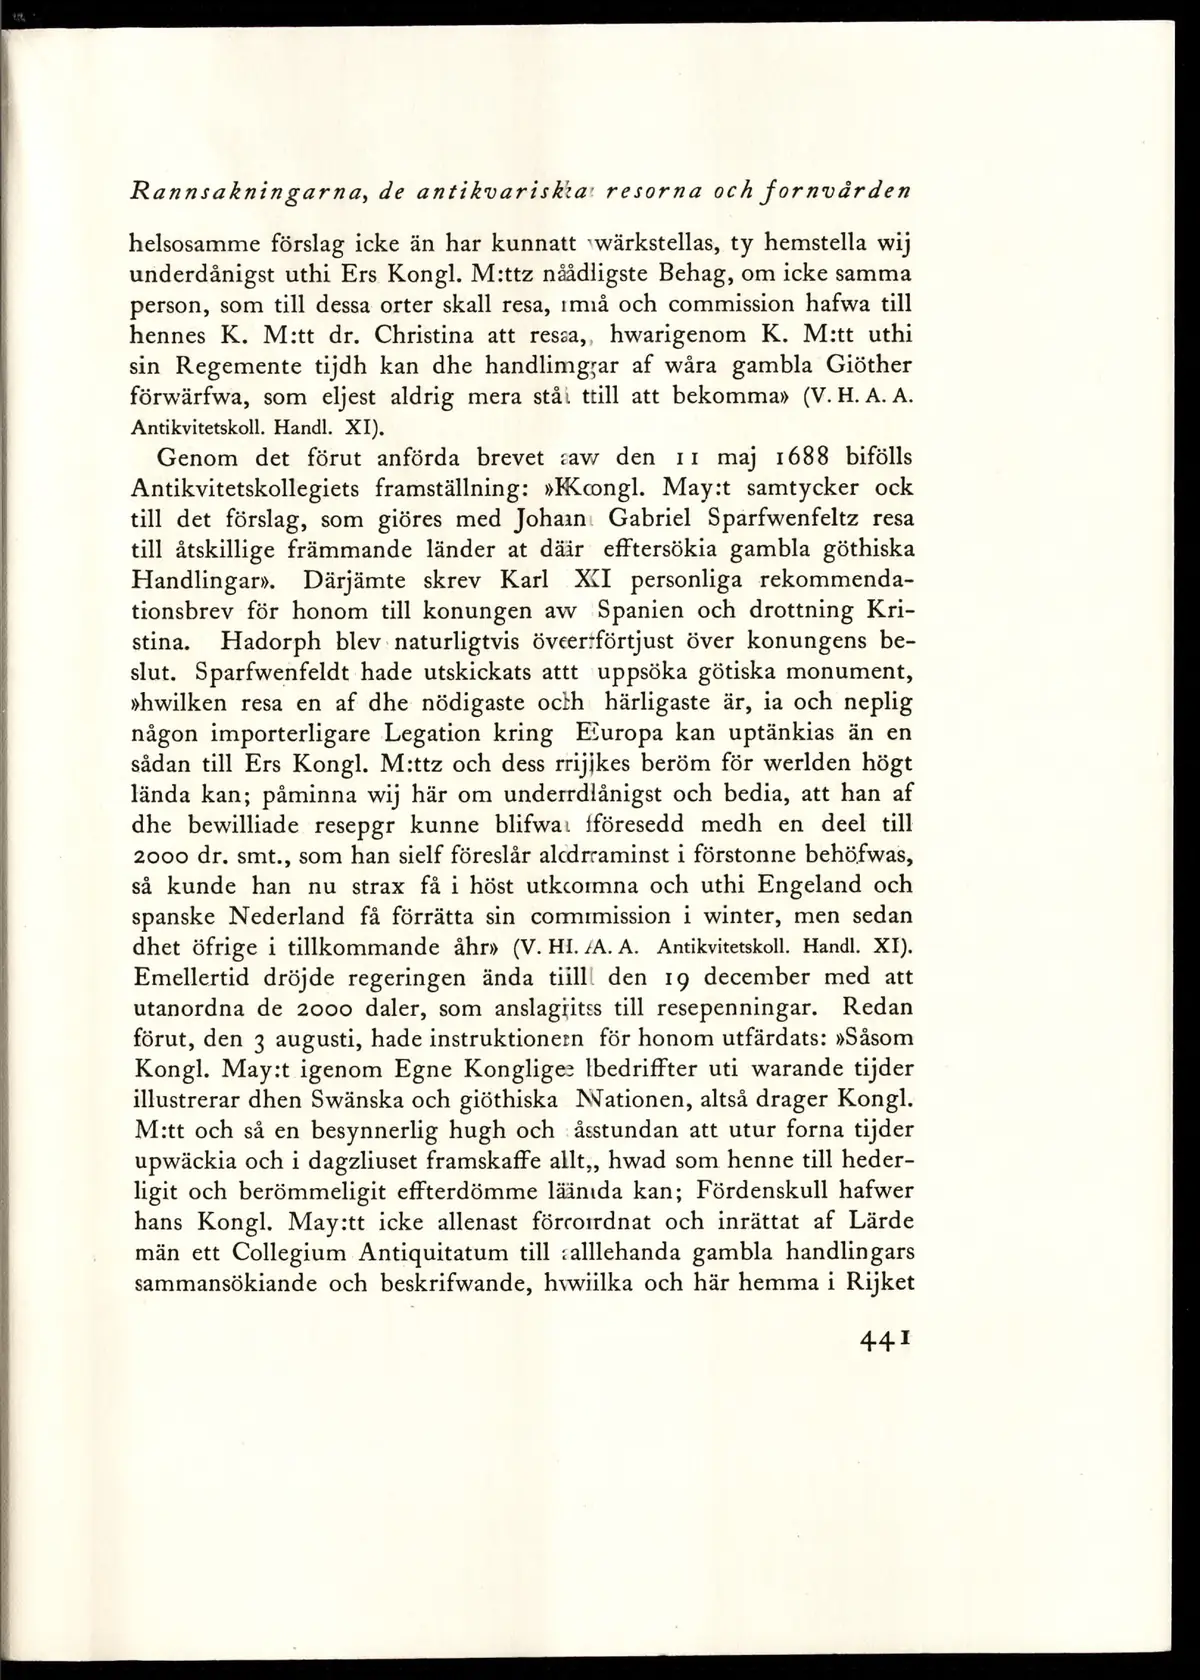 Rannsakningarna, de antikvariska resorna och fornvården
helsosamme förslag icke än har kunnatt wärkstellas, ty hemstella wij
underdånigst uthi Ers Kongl. M:ttz nåådligste Behag, om icke samma
person, som till dessa orter skall resa, må och commission hafwa till
hennes K. M:tt dr. Christina att resa, hwarigenom K. M:tt uthi
sin Regemente tijdh kan dhe handlingar af wåra gambla Giöther
förwärfwa, som eljest aldrig mera stå till att bekomma» (V. H. A. A.
Antikvitetskoll. Handl. XI).
Genom det förut anförda brevet av den 11 maj 1688 bifölls
Antikvitetskollegiets framställning: »Kongl. May:t samtycker ock
till det förslag, som giöres med Johan Gabriel Sparfwenfeltz resa
till åtskillige främmande länder at där efftersökia gambla göthiska
Handlingar». Därjämte skrev Karl XI personliga rekommenda-
tionsbrev för honom till konungen av Spanien och drottning Kri-
stina. Hadorph blev naturligtvis överförtjust över konungens be-
slut. Sparfwenfeldt hade utskickats att uppsöka götiska monument,
»hwilken resa en af dhe nödigaste och härligaste är, ia och neplig
någon importerligare Legation kring Europa kan uptänkias än en
sådan till Ers Kongl. M:ttz och dess rijkes beröm för werlden högt
lända kan; påminna wij här om underdånigst och bedia, att han af
dhe bewilliade resepgr kunne blifwa föresedd medh en deel till
2000 dr. smt., som han sielf föreslår aldraminst i förstonne behöfwas,
så kunde han nu strax få i höst utkomna och uthi Engeland och
spanske Nederland få förrätta sin commission i winter, men sedan
dhet öfrige i tillkommande åhr» (V. H. A. A. Antikvitetskoll. Handl. XI).
Emellertid dröjde regeringen ända till den 19 december med att
utanordna de 2000 daler, som anslagits till resepenningar. Redan
förut, den 3 augusti, hade instruktionen för honom utfärdats: »Såsom
Kongl. May:t igenom Egne Konglige bedriffter uti warande tijder
illustrerar dhen Swänska och giöthiska Nationen, altså drager Kongl.
M:tt och så en besynnerlig hugh och åstundan att utur forna tijder
upwäckia och i dagzliuset framskaffe allt, hwad som henne till heder-
ligit och berömmeligit effterdömme lända kan; Fördenskull hafwer
hans Kongl. May:tt icke allenast förordnat och inrättat af Lärde
män ett Collegium Antiquitatum till allehanda gambla handlingars
sammansökiande och beskrifwande, hwilka och här hemma i Rijket
441